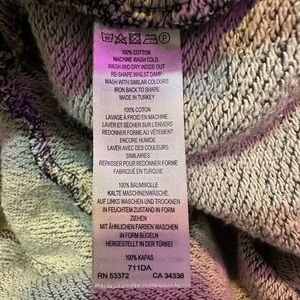 100% COTTON
MACHINE WASH COLD.
WASH AND DAY INSIDE OUT
RE-SHAPE WHILST DAMP
WASH WITH SIMILAR COLOURS
IRON BACK TO SHAPE
MADE IN TURKEY
100% COTON
LAVAGE À FROID EN MACHINE.
LAVER ET SÉCHER SUR L'ENVERS
REDONNER FORME AU VÊTEMENT
ENCORE HUMIDE
LAVER AVEC DES COULEURS
SIMILAIRES
REPASSER POUR REDONNER FORME
FABRIQUÉ EN TURQUIE
100% BAUMWOLLE
KALTE MASCHINENWÄSCHE
AUF LINKS WASCHEN UND TROCKNEN
IN FEUCHTEM ZUSTAND IN FORM
ZIEHEN
MIT ÄHNLICHEN FARBEN WASCHEN
IN FORM BÜGELN
HERGESTELLT IN DER TÜRKEI
100% KAPAS
711DA
RN 53372 CA 34338